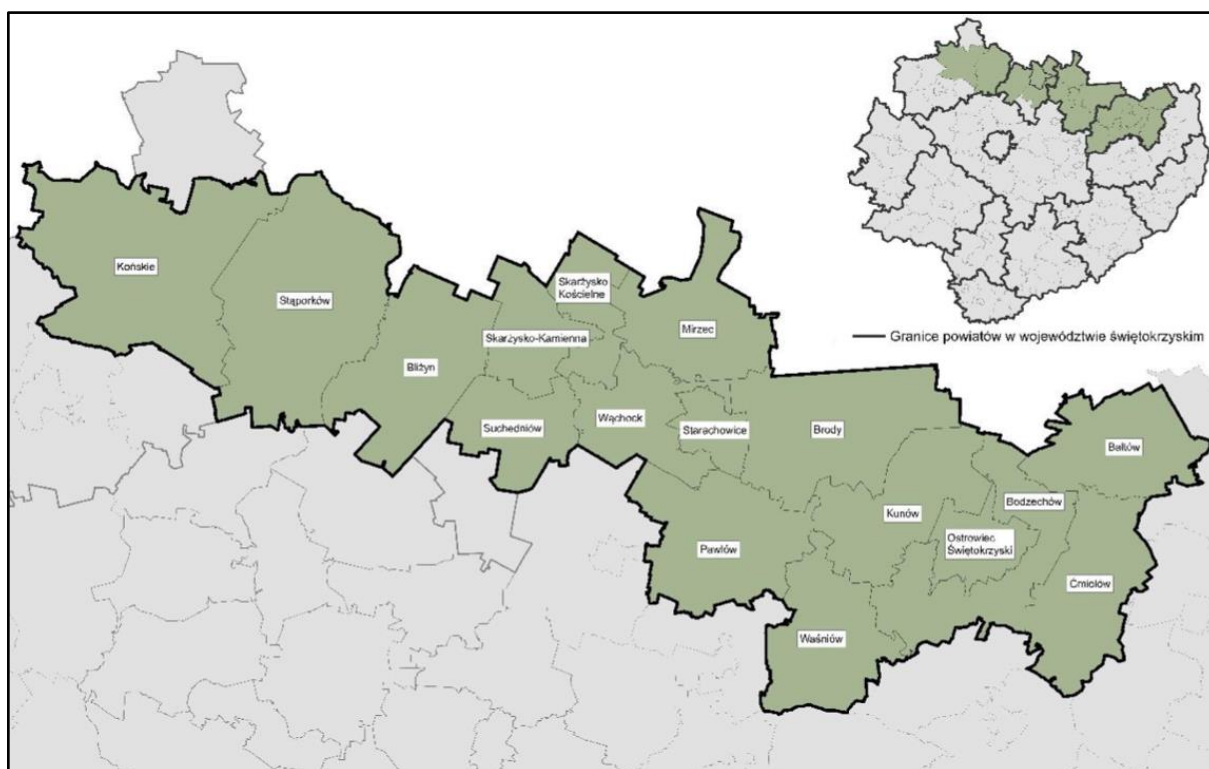 Granice powiatów w województwie świętokrzyskim
Końskie
Stąporków
Bliżyn
Skarżysko
Kościelne
Skarżysko-Kamienna
Mirzec
Suchedniów
Wąchock
Starachowice
Brody
Bałtów
Bodzechów
Kunów
Ostrowiec
Świętokrzyski
Pawłów
Ćmielów
Waśniów